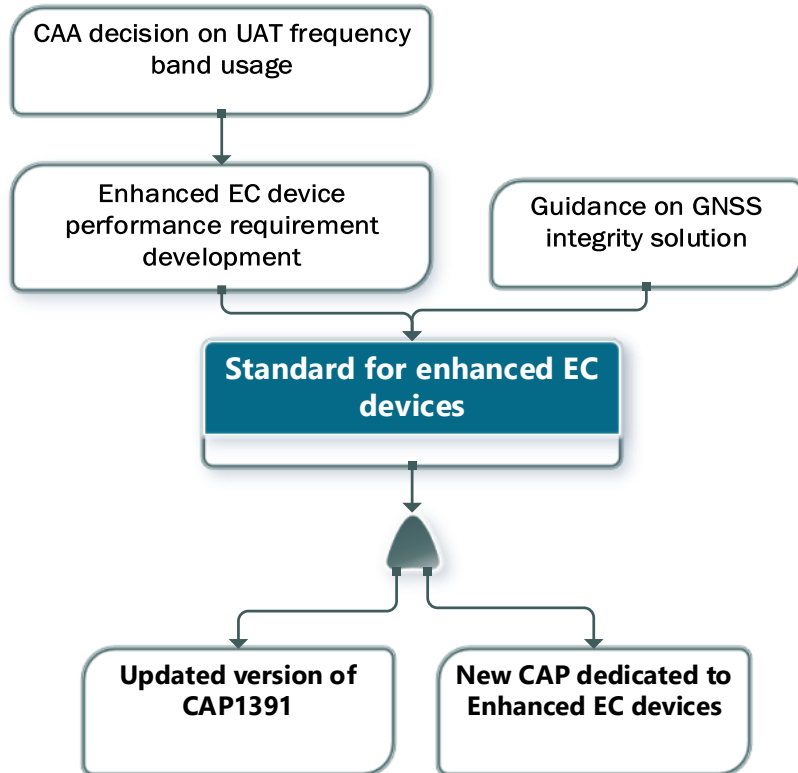 CAA decision on UAT frequency
band usage
Enhanced EC device
performance requirement
development
Guidance on GNSS
integrity solution
Standard for enhanced EC
devices
Updated version of
CAP1391
New CAP dedicated to
Enhanced EC devices